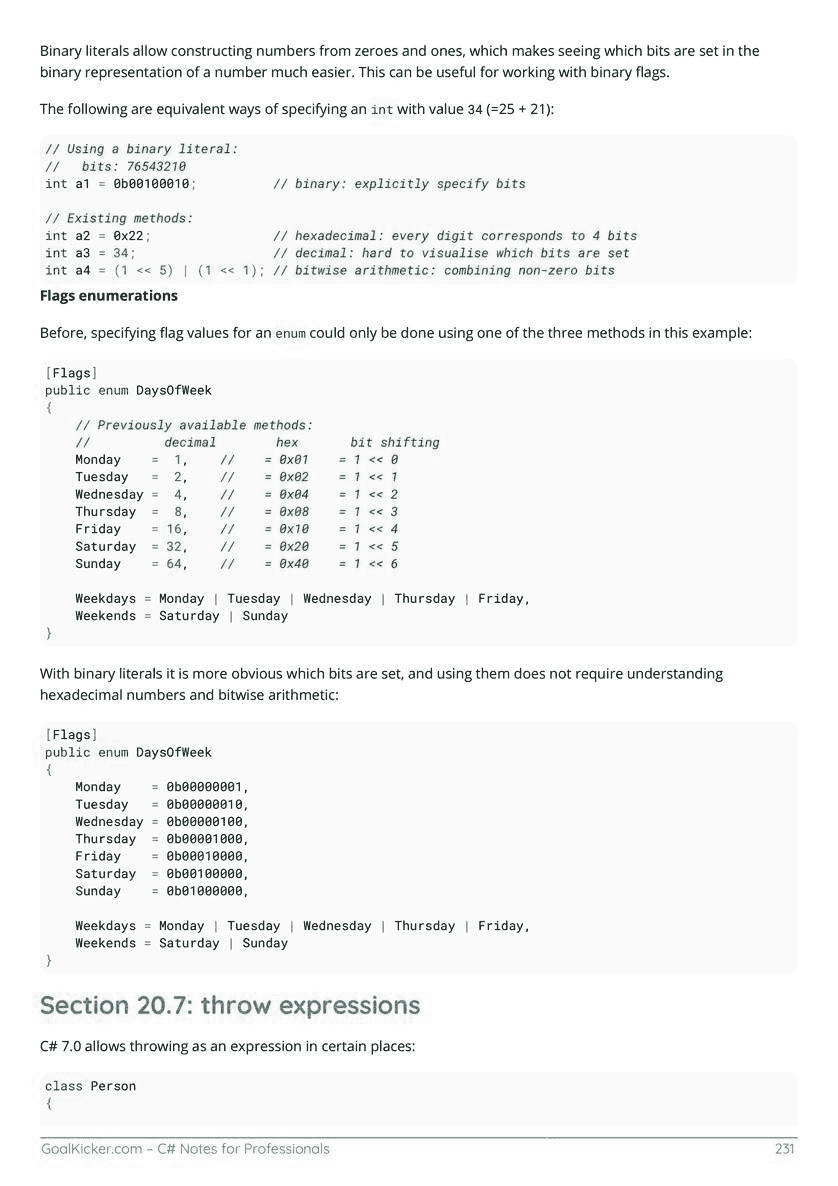 Binary literals allow constructing numbers from zeroes and ones, which makes seeing which bits are set in the
binary representation of a number much easier. This can be useful for working with binary flags.
The following are equivalent ways of specifying an int with value 34 (=25 + 21):
// Using a binary literal:
//   bits: 76543210
int a1 = 0b00100010;          // binary: explicitly specify bits
// Existing methods:
int a2 = 0x22;                // hexadecimal: every digit corresponds to 4 bits
int a3 = 34;                  // decimal: hard to visualise which bits are set
int a4 = (1 << 5) | (1 << 1); // bitwise arithmetic: combining non-zero bits
Flags enumerations
Before, specifying flag values for an enum could only be done using one of the three methods in this example:
[Flags]
public enum DaysOfWeek
{
    // Previously available methods:
    //          decimal        hex       bit shifting
    Monday    =  1,    //    = 0x01    = 1 << 0
    Tuesday   =  2,    //    = 0x02    = 1 << 1
    Wednesday =  4,    //    = 0x04    = 1 << 2
    Thursday  =  8,    //    = 0x08    = 1 << 3
    Friday    = 16,    //    = 0x10    = 1 << 4
    Saturday  = 32,    //    = 0x20    = 1 << 5
    Sunday    = 64,    //    = 0x40    = 1 << 6
    Weekdays = Monday | Tuesday | Wednesday | Thursday | Friday,
    Weekends = Saturday | Sunday
}
With binary literals it is more obvious which bits are set, and using them does not require understanding
hexadecimal numbers and bitwise arithmetic:
[Flags]
public enum DaysOfWeek
{
    Monday    = 0b00000001,
    Tuesday   = 0b00000010,
    Wednesday = 0b00000100,
    Thursday  = 0b00001000,
    Friday    = 0b00010000,
    Saturday  = 0b00100000,
    Sunday    = 0b01000000,
    Weekdays = Monday | Tuesday | Wednesday | Thursday | Friday,
    Weekends = Saturday | Sunday
}
Section 20.7: throw expressions
C# 7.0 allows throwing as an expression in certain places:
class Person
{
GoalKicker.com – C# Notes for Professionals 231